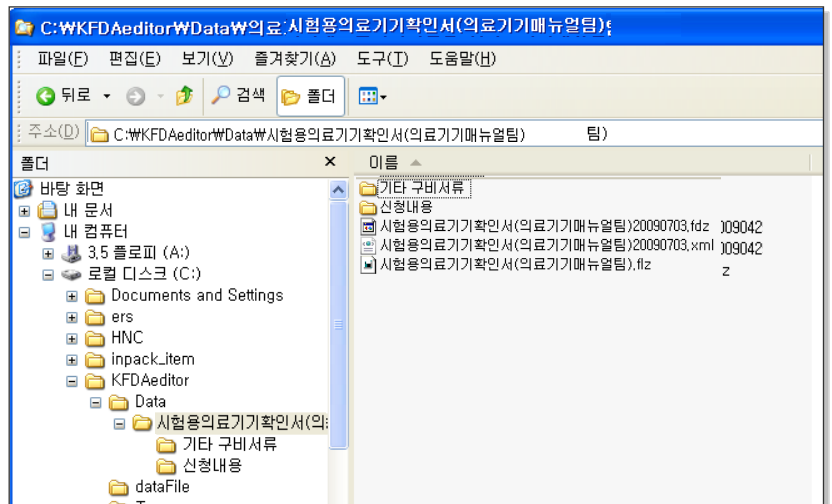 C:₩KFDAeditor₩Data₩의료.시험용의료기기확인서(의료기기매뉴얼팀)
파일(F) 편집(E) 보기(V) 즐겨찾기(A) 도구(T) 도움말(H)
뒤로 검색 폴더
주소(D) C:₩KFDAeditor₩Data₩시험용의료기기확인서(의료기기매뉴얼팀) 팀)
폴더 × 이름
바탕 화면
내 문서
내 컴퓨터
3,5 플로피 (A:)
로컬 디스크 (C:)
Documents and Settings
ers
HNC
inpack_item
KFDAeditor
Data
시험용의료기기확인서(의
기타 구비서류
신청내용
dataFile
기타 구비서류
신청내용
시험용의료기기확인서(의료기기매뉴얼팀)20090703,fdz 009042
시험용의료기기확인서(의료기기매뉴얼팀)20090703,xml 009042
시험용의료기기확인서(의료기기매뉴얼팀),flz z